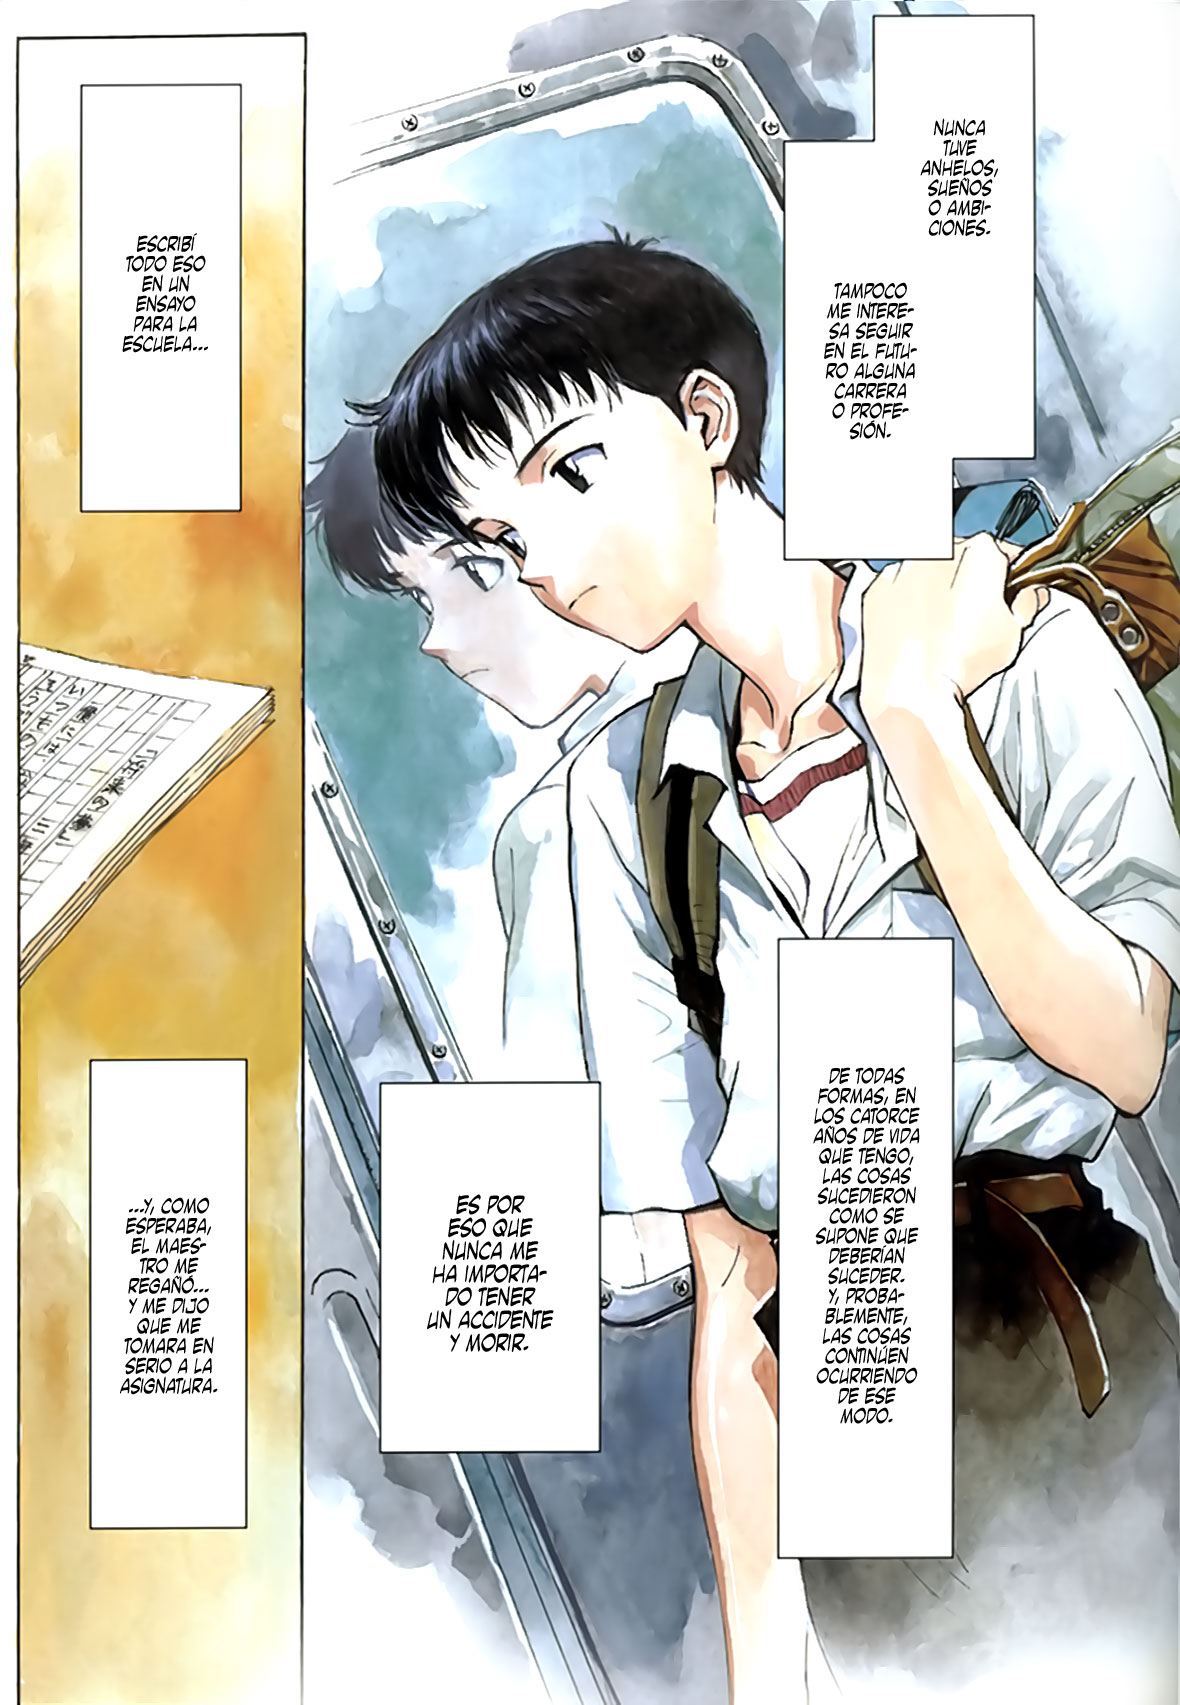 NUNCA
TUVE
ANHELOS,
SUEÑOS
O AMBI-
CIONES.
TAMPOCO
ME INTERE-
SA SEGUIR
EN EL FUTU-
RO ALGUNA
CARRERA
O PROFE-
SIÓN.
DE TODAS
FORMAS, EN
LOS CATORCE
AÑOS DE VIDA
QUE TENGO,
LAS COSAS
SUCEDIERON
COMO SE
SUPONE QUE
DEBERÍAN
SUCEDER.
Y, PROBA-
BLEMENTE,
LAS COSAS
CONTINÚEN
OCURRIENDO
DE ESE
MODO.
ES POR
ESO QUE
NUNCA ME
HA IMPORTA-
DO TENER
UN ACCIDENTE
Y MORIR.
ESCRIBÍ
TODO ESO
EN UN
ENSAYO
PARA LA
ESCUELA...
...Y, COMO
ESPERABA,
EL MAES-
TRO ME
REGAÑÓ...
Y ME DIJO
QUE ME
TOMARA EN
SERIO A LA
ASIGNATURA.